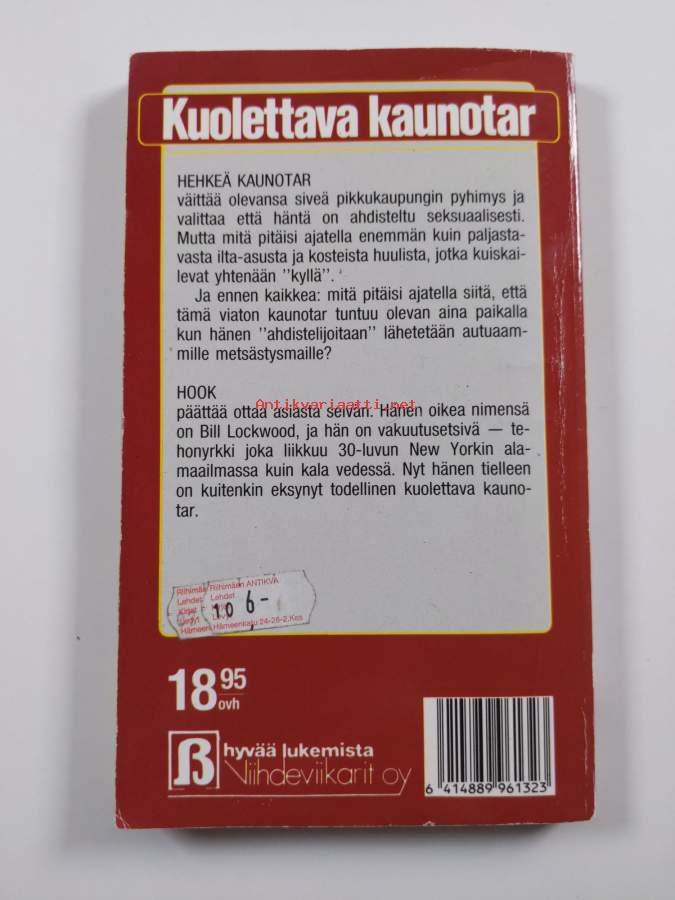 Kuolettava kaunotar
HEHKEÄ KAUNOTAR
väittää olevansa siveä pikkukaupungin pyhimys ja
valittaa että häntä on ahdisteltu seksuaalisesti.
Mutta mitä pitäisi ajatella enemmän kuin paljasta-
vasta ilta-asusta ja kosteista huulista, jotka kuiskai-
levat yhtenään "kyllä".
Ja ennen kaikkea: mitä pitäisi ajatella siitä, että
tämä viaton kaunotar tuntuu olevan aina paikalla
kun hänen "ahdistelijoitaan" lähetetään autuaam-
mille metsästysmaille?
HOOK
Antikvariaatti.net
päättää ottaa asiasta selvän. Hänen oikea nimensä
on Bill Lockwood, ja hän on vakuutusetsivä — te-
honyrkki joka liikkuu 30-luvun New Yorkin ala-
maailmassa kuin kala vedessä. Nyt hänen tielleen
on kuitenkin eksynyt todellinen kuolettava kauno-
tar.
Riihimäen ANTIKVA
Lehdet Lehdet
Kirjat
10 6-
Hämeenkatu 24-26-2.Kes
18 95
ovh
hyvää lukemista
Viihdeviikarit oy
6 414889 961323